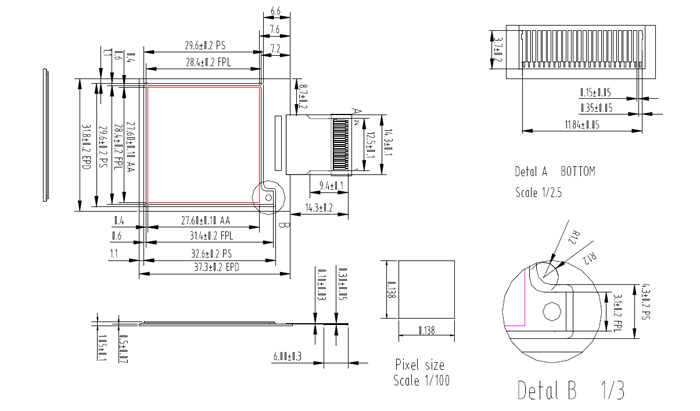 6.6
7.6
7.2
29.6±0.2 PS
28.4±0.2 FPL
1.1
0.6
0.4
31.8±0.2 EPD
29.6±0.2 PS
28.4±0.2 FPL
27.60±0.10 AA
8.7±0.2
A
24
1
12.5±0.1
14.3±0.1
9.4±0.1
14.3±0.2
B
0.4
27.60±0.10 AA
0.6
31.4±0.2 FPL
1.1
32.6±0.2 PS
37.3±0.2 EPD
3.7±0.2
0.15±0.05
0.35±0.05
11.84±0.05
Detal A BOTTOM
Scale 1/2.5
1.05±0.1
0.5±0.07
0.10±0.03
0.30±0.05
6.00±0.3
0.138
0.138
Pixel size
Scale 1/100
R1.2
R1.2
3.1±0.2 FPL
4.3±0.2 PS
Detal B 1/3